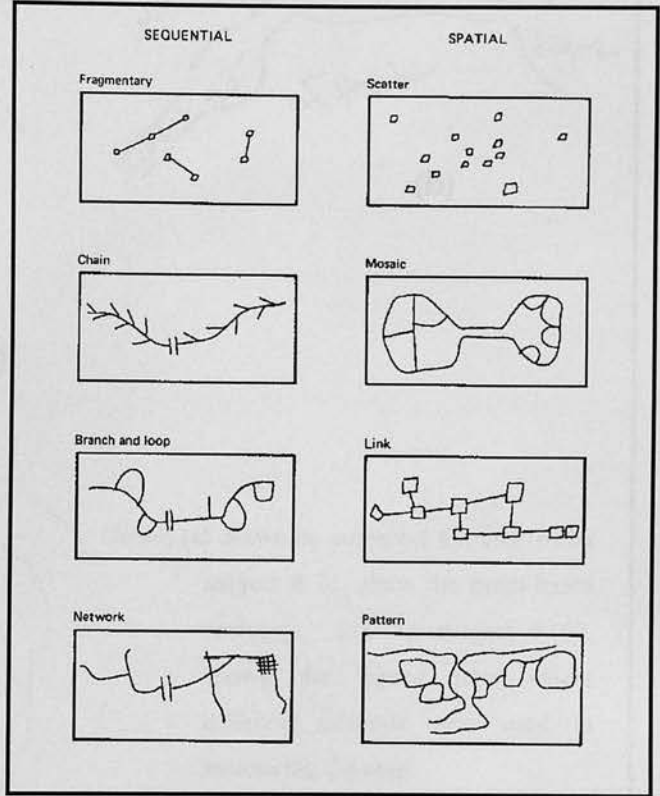 SEQUENTIAL
SPATIAL
Fragmentary
Scatter
Chain
Mosaic
Branch and loop
Link
Network
Pattern